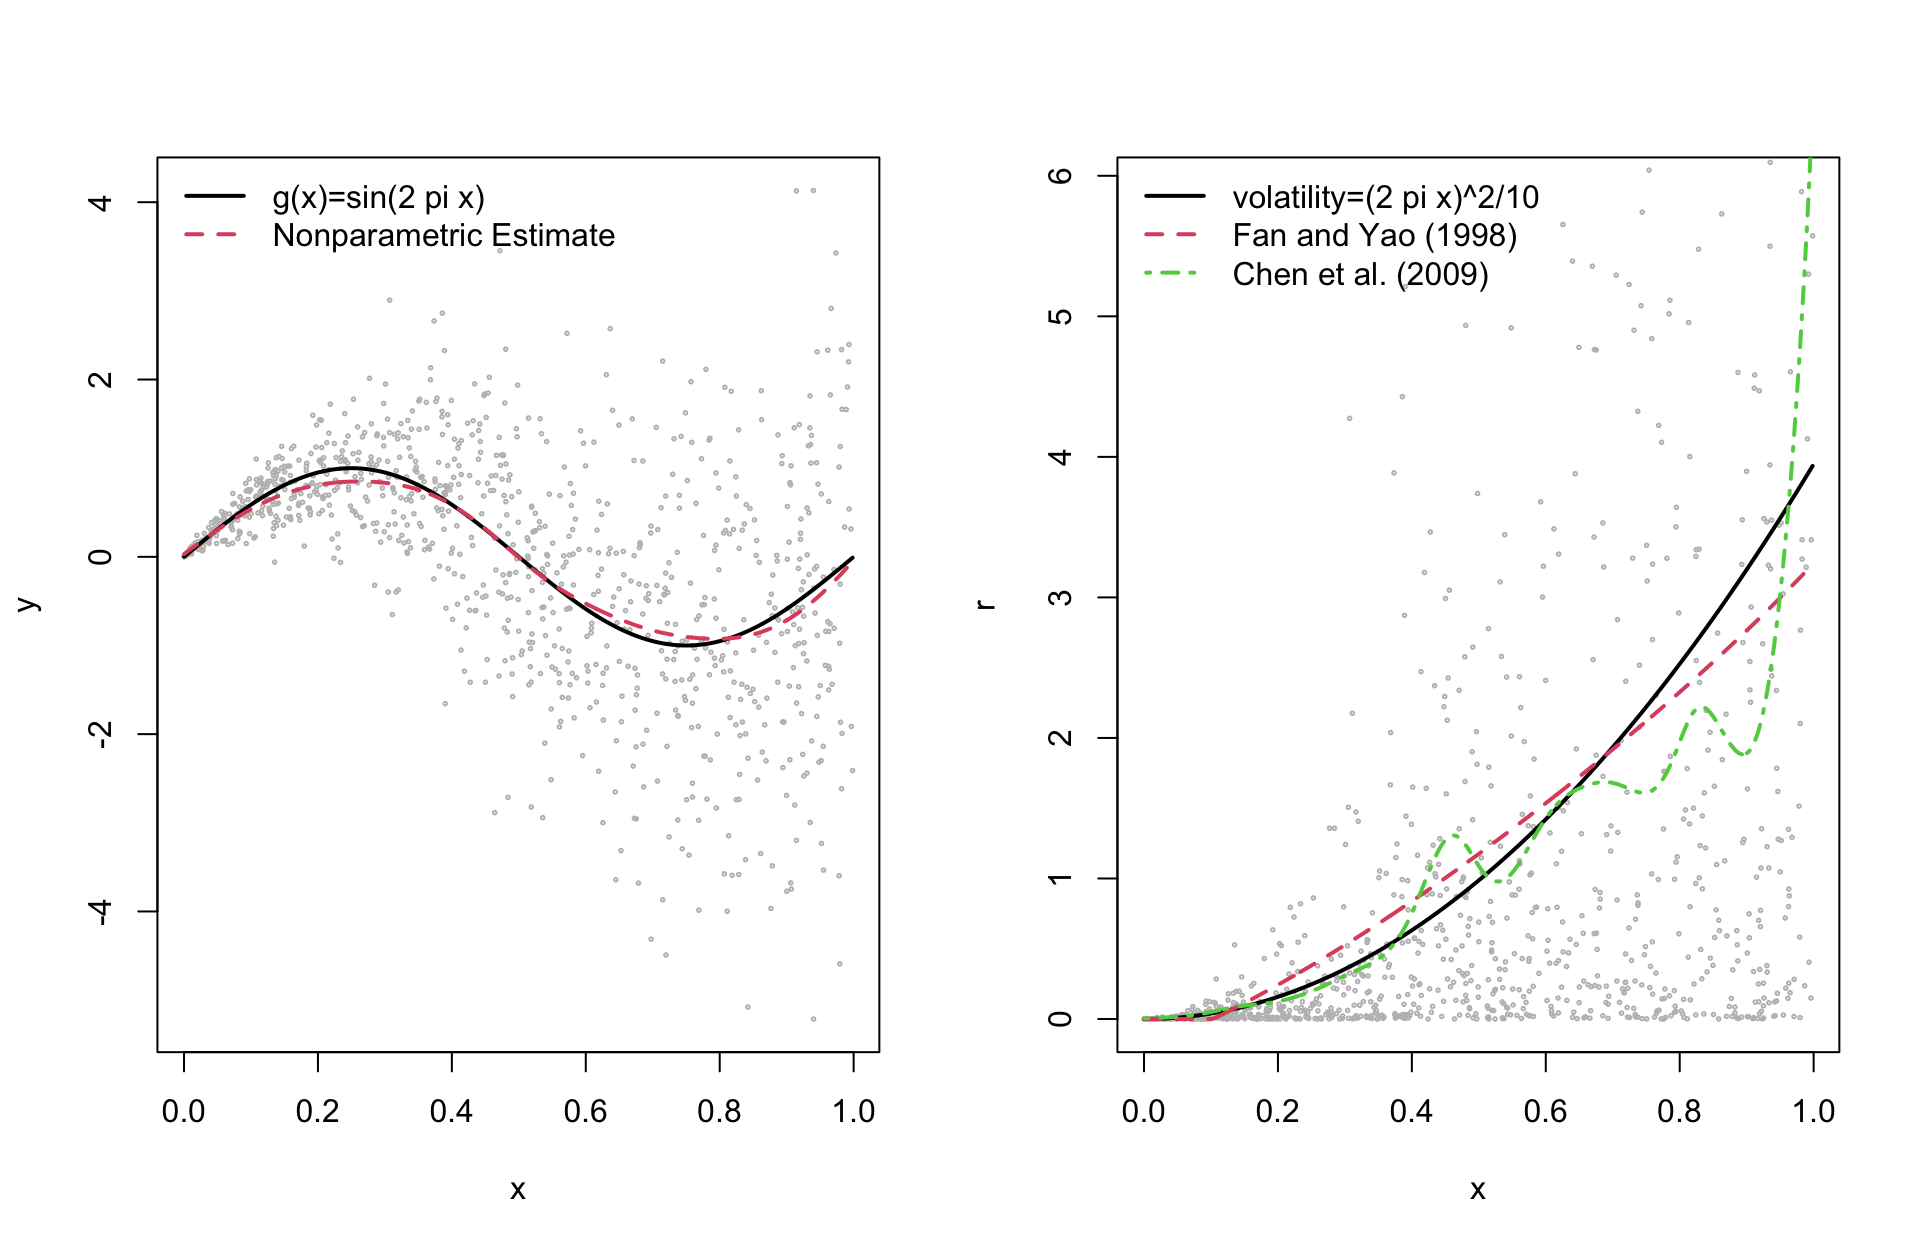 g(x)=sin(2 pi x)
Nonparametric Estimate
4
2
0
-2
-4
y
0.0 0.2 0.4 0.6 0.8 1.0
x
volatility=(2 pi x)^2/10
Fan and Yao (1998)
Chen et al. (2009)
6
5
4
3
2
1
0
r
0.0 0.2 0.4 0.6 0.8 1.0
x